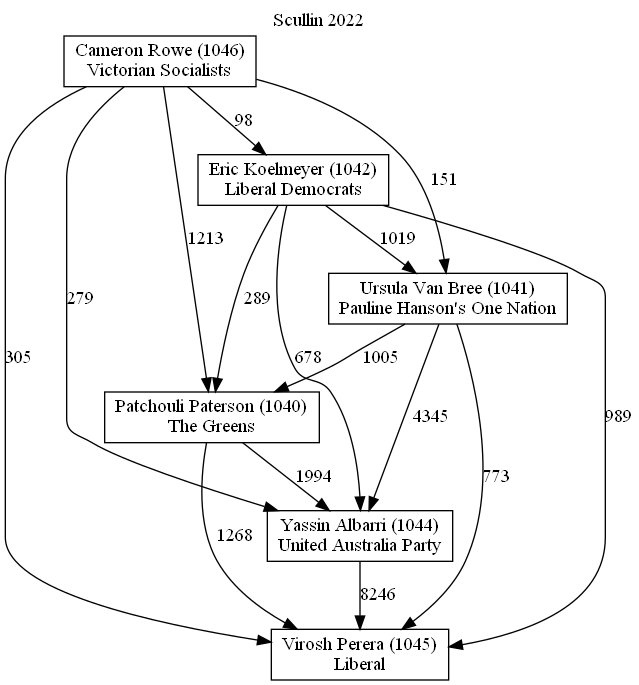 Scullin 2022
Cameron Rowe (1046)
Victorian Socialists
98
Eric Koelmeyer (1042)
Liberal Democrats
151
1213
1019
Ursula Van Bree (1041)
Pauline Hanson's One Nation
279
289
305
678
1005
989
Patchouli Paterson (1040)
The Greens
4345
1994
773
1268
Yassin Albarri (1044)
United Australia Party
8246
Virosh Perera (1045)
Liberal